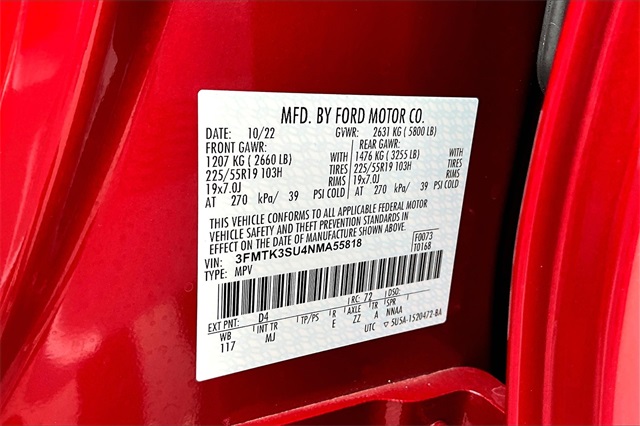 MFD. BY FORD MOTOR CO.
DATE: 10/22 GVWR: 2631 KG (5800 LB)
FRONT GAWR: REAR GAWR:
1207 KG (2660 LB) WITH 1476 KG (3255 LB) WITH
225/55R19 103H TIRES 225/55R19 103H TIRES
19x7.0J RIMS 19x7.0J RIMS
AT 270 kPa/ 39 PSI COLD AT 270 kPa/ 39 PSI COLD
THIS VEHICLE CONFORMS TO ALL APPLICABLE FEDERAL MOTOR
VEHICLE SAFETY AND THEFT PREVENTION STANDARDS IN
EFFECT ON THE DATE OF MANUFACTURE SHOWN ABOVE.
VIN: 3FMTK3SU4NMA55818 F0073
TYPE: MPV T0168
EXT PNT: D4 RC: 72 DSO:
WB INT TR TP/PS R AXLE TR SPR
117 MJ E ZZ A NNAA
UTC 5U5A-1520472-BA